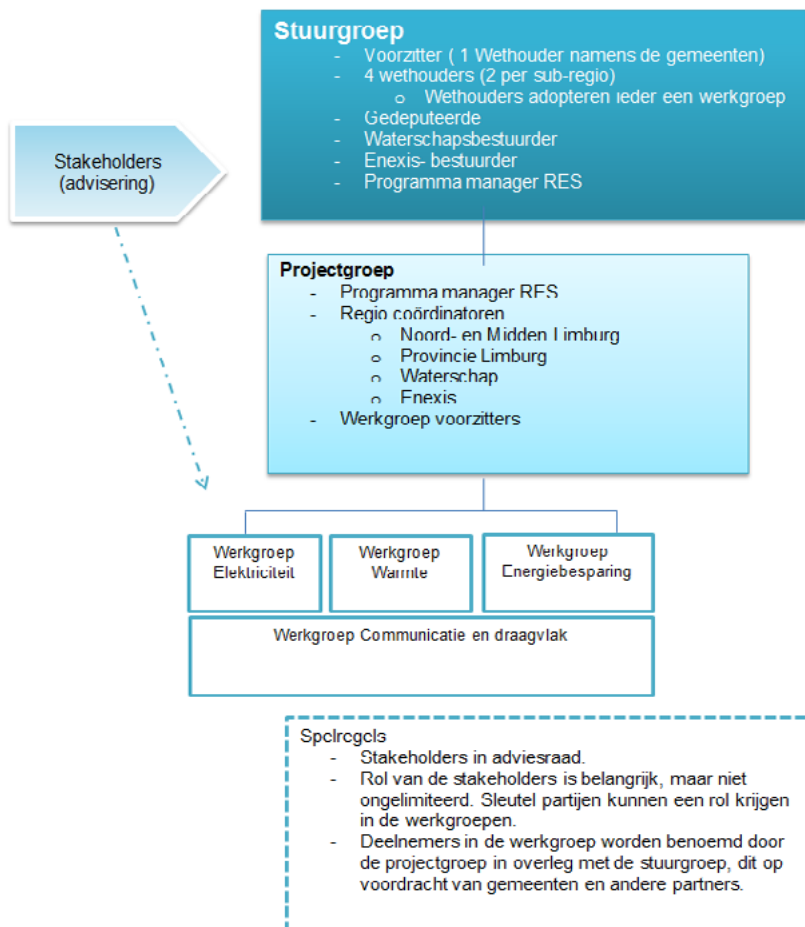 Stuurgroep
- Voorzitter ( 1 Wethouder namens de gemeenten)
- 4 wethouders (2 per sub-regio)
o Wethouders adopteren ieder een werkgroep
- Gedeputeerde
- Waterschapsbestuurder
- Enexis- bestuurder
- Programma manager RES
Stakeholders
(advisering)
Projectgroep
- Programma manager RES
- Regio coördinatoren
o Noord- en Midden Limburg
o Provincie Limburg
o Waterschap
o Enexis
- Werkgroep voorzitters
Werkgroep
Elektriciteit
Werkgroep
Warmte
Werkgroep
Energiebesparing
Werkgroep Communicatie en draagvlak
Spelregels
- Stakeholders in adviesraad.
- Rol van de stakeholders is belangrijk, maar niet
ongelimiteerd. Sleutel partijen kunnen een rol krijgen
in de werkgroepen.
- Deelnemers in de werkgroep worden benoemd door
de projectgroep in overleg met de stuurgroep, dit op
voordracht van gemeenten en andere partners.